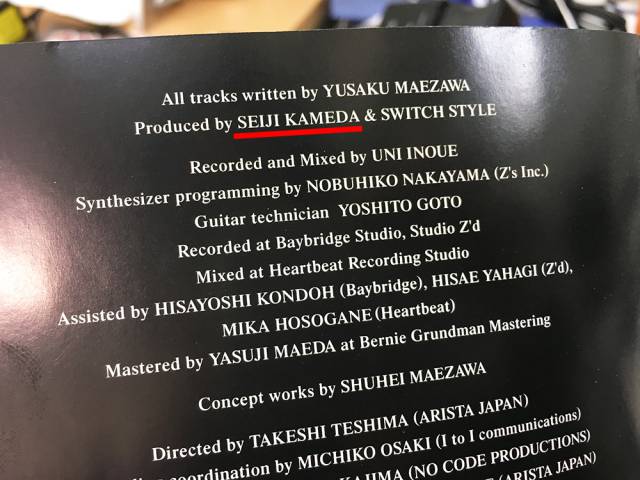 All tracks written by YUSAKU MAEZAWA
Produced by SEIJI KAMEDA & SWITCH STYLE
Recorded and Mixed by UNI INOUE
Synthesizer programming by NOBUHIKO NAKAYAMA (Z's Inc.)
Guitar technician YOSHITO GOTO
Recorded at Baybridge Studio, Studio Z'd
Mixed at Heartbeat Recording Studio
Assisted by HISAYOSHI KONDOH (Baybridge), HISAE YAHAGI (Z'd),
MIKA HOSOGANE (Heartbeat)
Mastered by YASUJI MAEDA at Bernie Grundman Mastering
Concept works by SHUHEI MAEZAWA
Directed by TAKESHI TESHIMA (ARISTA JAPAN)
coordination by MICHIKO OSAKI (I to I communications)
KAJIMA (NO CODE PRODUCTIONS)
(ARISTA JAPAN)